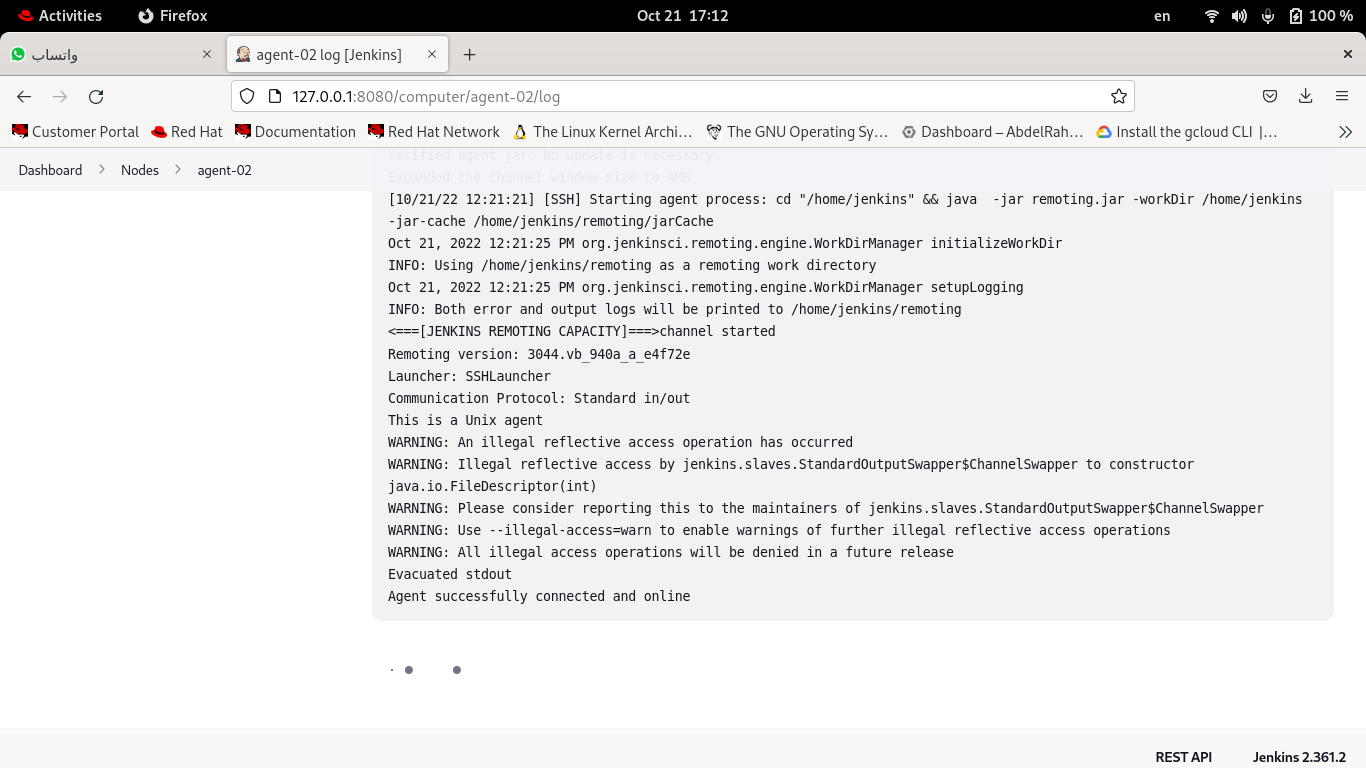 Activities
Firefox
Oct 21 17:12
en
100 %
واتساب
agent-02 log [Jenkins]
127.0.0.1:8080/computer/agent-02/log
Customer Portal
Red Hat
Documentation
Red Hat Network
The Linux Kernel Archi…
The GNU Operating Sy…
Dashboard – AbdelRah…
Install the gcloud CLI |…
Dashboard
Nodes
agent-02
Verified agent jar. No update is necessary.
Expanded the channel window size to 4MB
[10/21/22 12:21:21] [SSH] Starting agent process: cd "/home/jenkins" && java  -jar remoting.jar -workDir /home/jenkins
-jar-cache /home/jenkins/remoting/jarCache
Oct 21, 2022 12:21:25 PM org.jenkinsci.remoting.engine.WorkDirManager initializeWorkDir
INFO: Using /home/jenkins/remoting as a remoting work directory
Oct 21, 2022 12:21:25 PM org.jenkinsci.remoting.engine.WorkDirManager setupLogging
INFO: Both error and output logs will be printed to /home/jenkins/remoting
<===[JENKINS REMOTING CAPACITY]===>channel started
Remoting version: 3044.vb_940a_a_e4f72e
Launcher: SSHLauncher
Communication Protocol: Standard in/out
This is a Unix agent
WARNING: An illegal reflective access operation has occurred
WARNING: Illegal reflective access by jenkins.slaves.StandardOutputSwapper$ChannelSwapper to constructor
java.io.FileDescriptor(int)
WARNING: Please consider reporting this to the maintainers of jenkins.slaves.StandardOutputSwapper$ChannelSwapper
WARNING: Use --illegal-access=warn to enable warnings of further illegal reflective access operations
WARNING: All illegal access operations will be denied in a future release
Evacuated stdout
Agent successfully connected and online
REST API
Jenkins 2.361.2